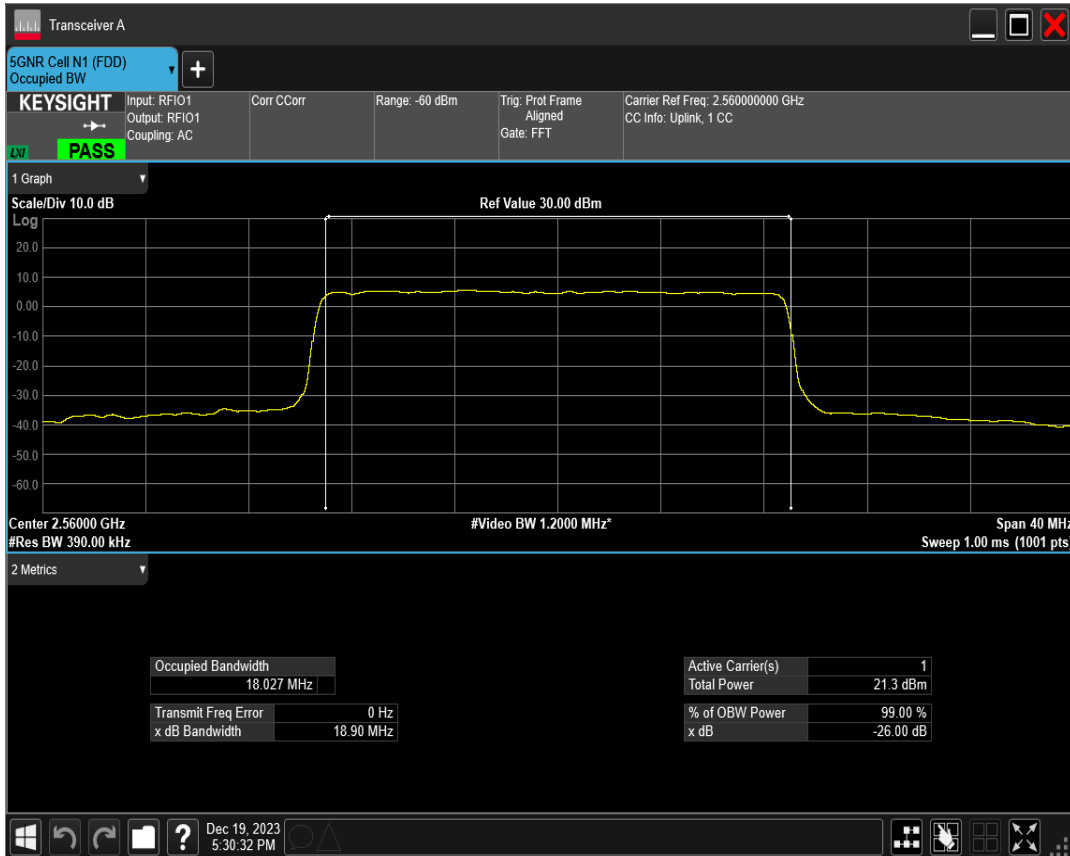 Transceiver A
5GNR Cell N1 (FDD)
Occupied BW
+
KEYSIGHT
LXI
PASS
Input: RFIO1
Output: RFIO1
Coupling: AC
Corr CCorr
Range: -60 dBm
Trig: Prot Frame
Aligned
Gate: FFT
Carrier Ref Freq: 2.560000000 GHz
CC Info: Uplink, 1 CC
1 Graph
Scale/Div 10.0 dB
Ref Value 30.00 dBm
Log
20.0
10.0
0.00
-10.0
-20.0
-30.0
-40.0
-50.0
-60.0
Center 2.56000 GHz
#Video BW 1.2000 MHz*
Span 40 MHz
#Res BW 390.00 kHz
Sweep 1.00 ms (1001 pts)
2 Metrics
Occupied Bandwidth
18.027 MHz
Transmit Freq Error 0 Hz
x dB Bandwidth 18.90 MHz
Active Carrier(s) 1
Total Power 21.3 dBm
% of OBW Power 99.00 %
x dB -26.00 dB
?
Dec 19, 2023
5:30:32 PM